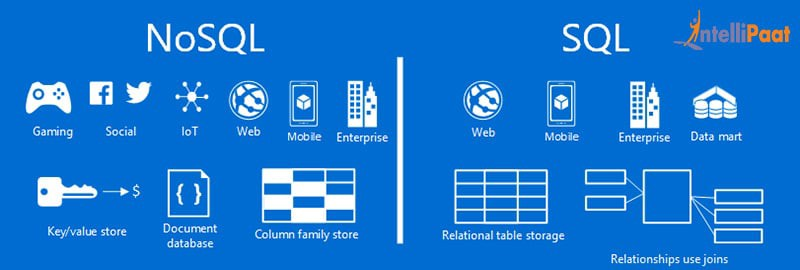 NoSQL
Gaming
Social
IoT
Web
Mobile
Enterprise
$
{ }
Key/value store
Document
database
Column family store
SQL
IntelliPaat
Web
Mobile
Enterprise
Data mart
Relational table storage
Relationships use joins